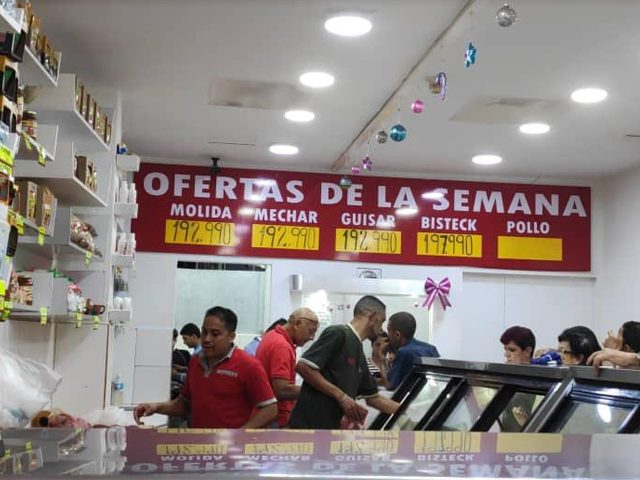 OFERTAS DE LA SEMANA
MOLIDA MECHAR GUISAR BISTECK POLLO
192.990 192.990 192.990 197.990